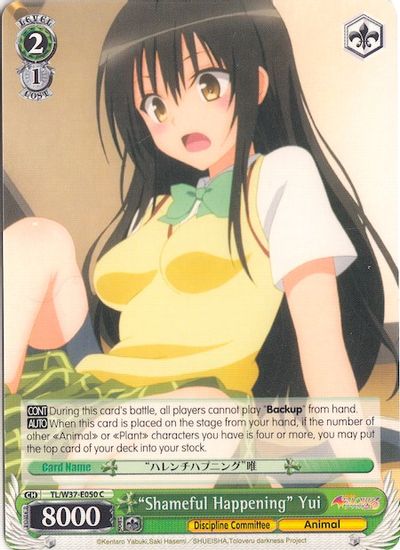 LEVEL
2
1
COST
CONT During this card's battle, all players cannot play "Backup" from hand.
AUTO When this card is placed on the stage from your hand, if the number of
other «Animal» or «Plant» characters you have is four or more, you may put
the top card of your deck into your stock.
Card Name
“ハレンチハプニング”唯
CH TL/W37-E050 C
8000
"Shameful Happening" Yui
Discipline Committee
Animal
©Kentaro Yabuki,Saki Hasemi／SHUEISHA,Toloveru darkness Project